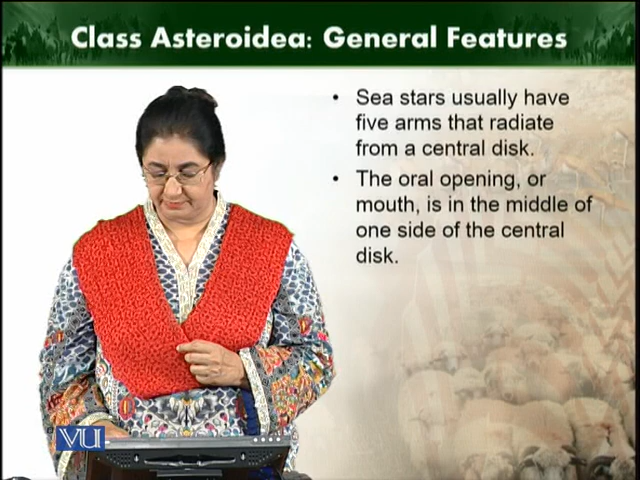 Class Asteroidea: General Features
• Sea stars usually have
five arms that radiate
from a central disk.
• The oral opening, or
mouth, is in the middle of
one side of the central
disk.
VU